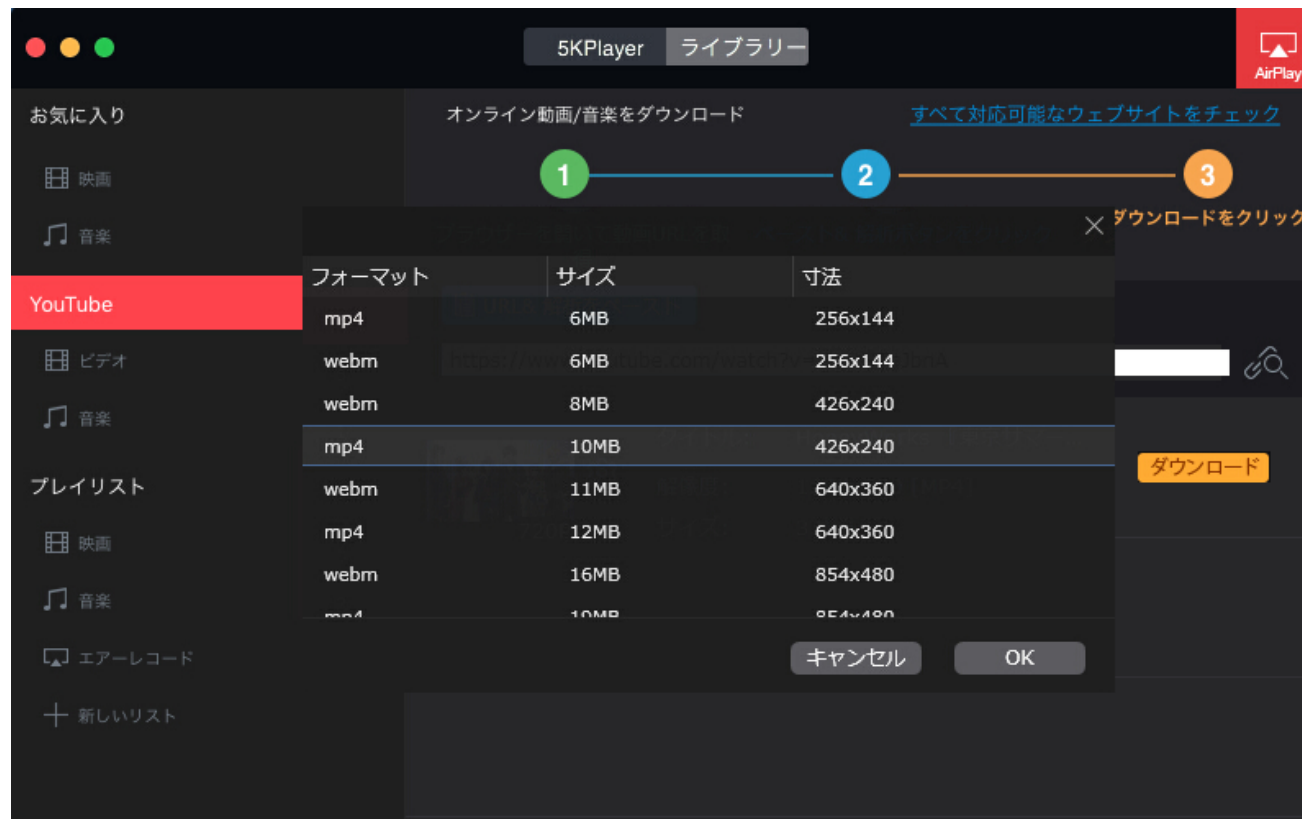 5KPlayer ライブラリー
AirPlay
お気に入り
オンライン動画/音楽をダウンロード すべて対応可能なウェブサイトをチェック
映画
1 2 3
音楽
ダウンロードをクリック
フォーマット サイズ 寸法
YouTube
mp4 6MB 256x144
ビデオ
webm 6MB 256x144
webm 8MB 426x240
音楽
mp4 10MB 426x240
ダウンロード
プレイリスト
webm 11MB 640x360
映画
mp4 12MB 640x360
webm 16MB 854x480
音楽
mp4 19MB 854x480
エアーレコード
キャンセル OK
新しいリスト